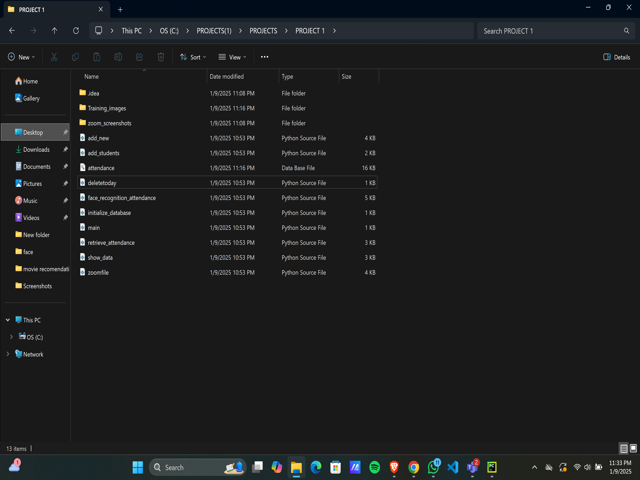 PROJECT 1
This PC > OS (C:) > PROJECTS(1) > PROJECTS > PROJECT 1 >
Search PROJECT 1
New
Sort
View
Details
Name Date modified Type Size
Home
Gallery
Desktop
Downloads
Documents
Pictures
Music
Videos
New folder
face
movie recomendati
Screenshots
This PC
OS (C:)
Network
.idea 1/9/2025 11:08 PM File folder
Training_images 1/9/2025 11:16 PM File folder
zoom_screenshots 1/9/2025 11:08 PM File folder
add_new 1/9/2025 10:53 PM Python Source File 4 KB
add_students 1/9/2025 10:53 PM Python Source File 2 KB
attendance 1/9/2025 11:16 PM Data Base File 16 KB
deletetoday 1/9/2025 10:53 PM Python Source File 1 KB
face_recognition_attendance 1/9/2025 10:53 PM Python Source File 5 KB
initialize_database 1/9/2025 10:53 PM Python Source File 1 KB
main 1/9/2025 10:53 PM Python Source File 1 KB
retrieve_attendance 1/9/2025 10:53 PM Python Source File 3 KB
show_data 1/9/2025 10:53 PM Python Source File 3 KB
zoomfile 1/9/2025 10:53 PM Python Source File 4 KB
13 items
Search
11:33 PM
1/9/2025